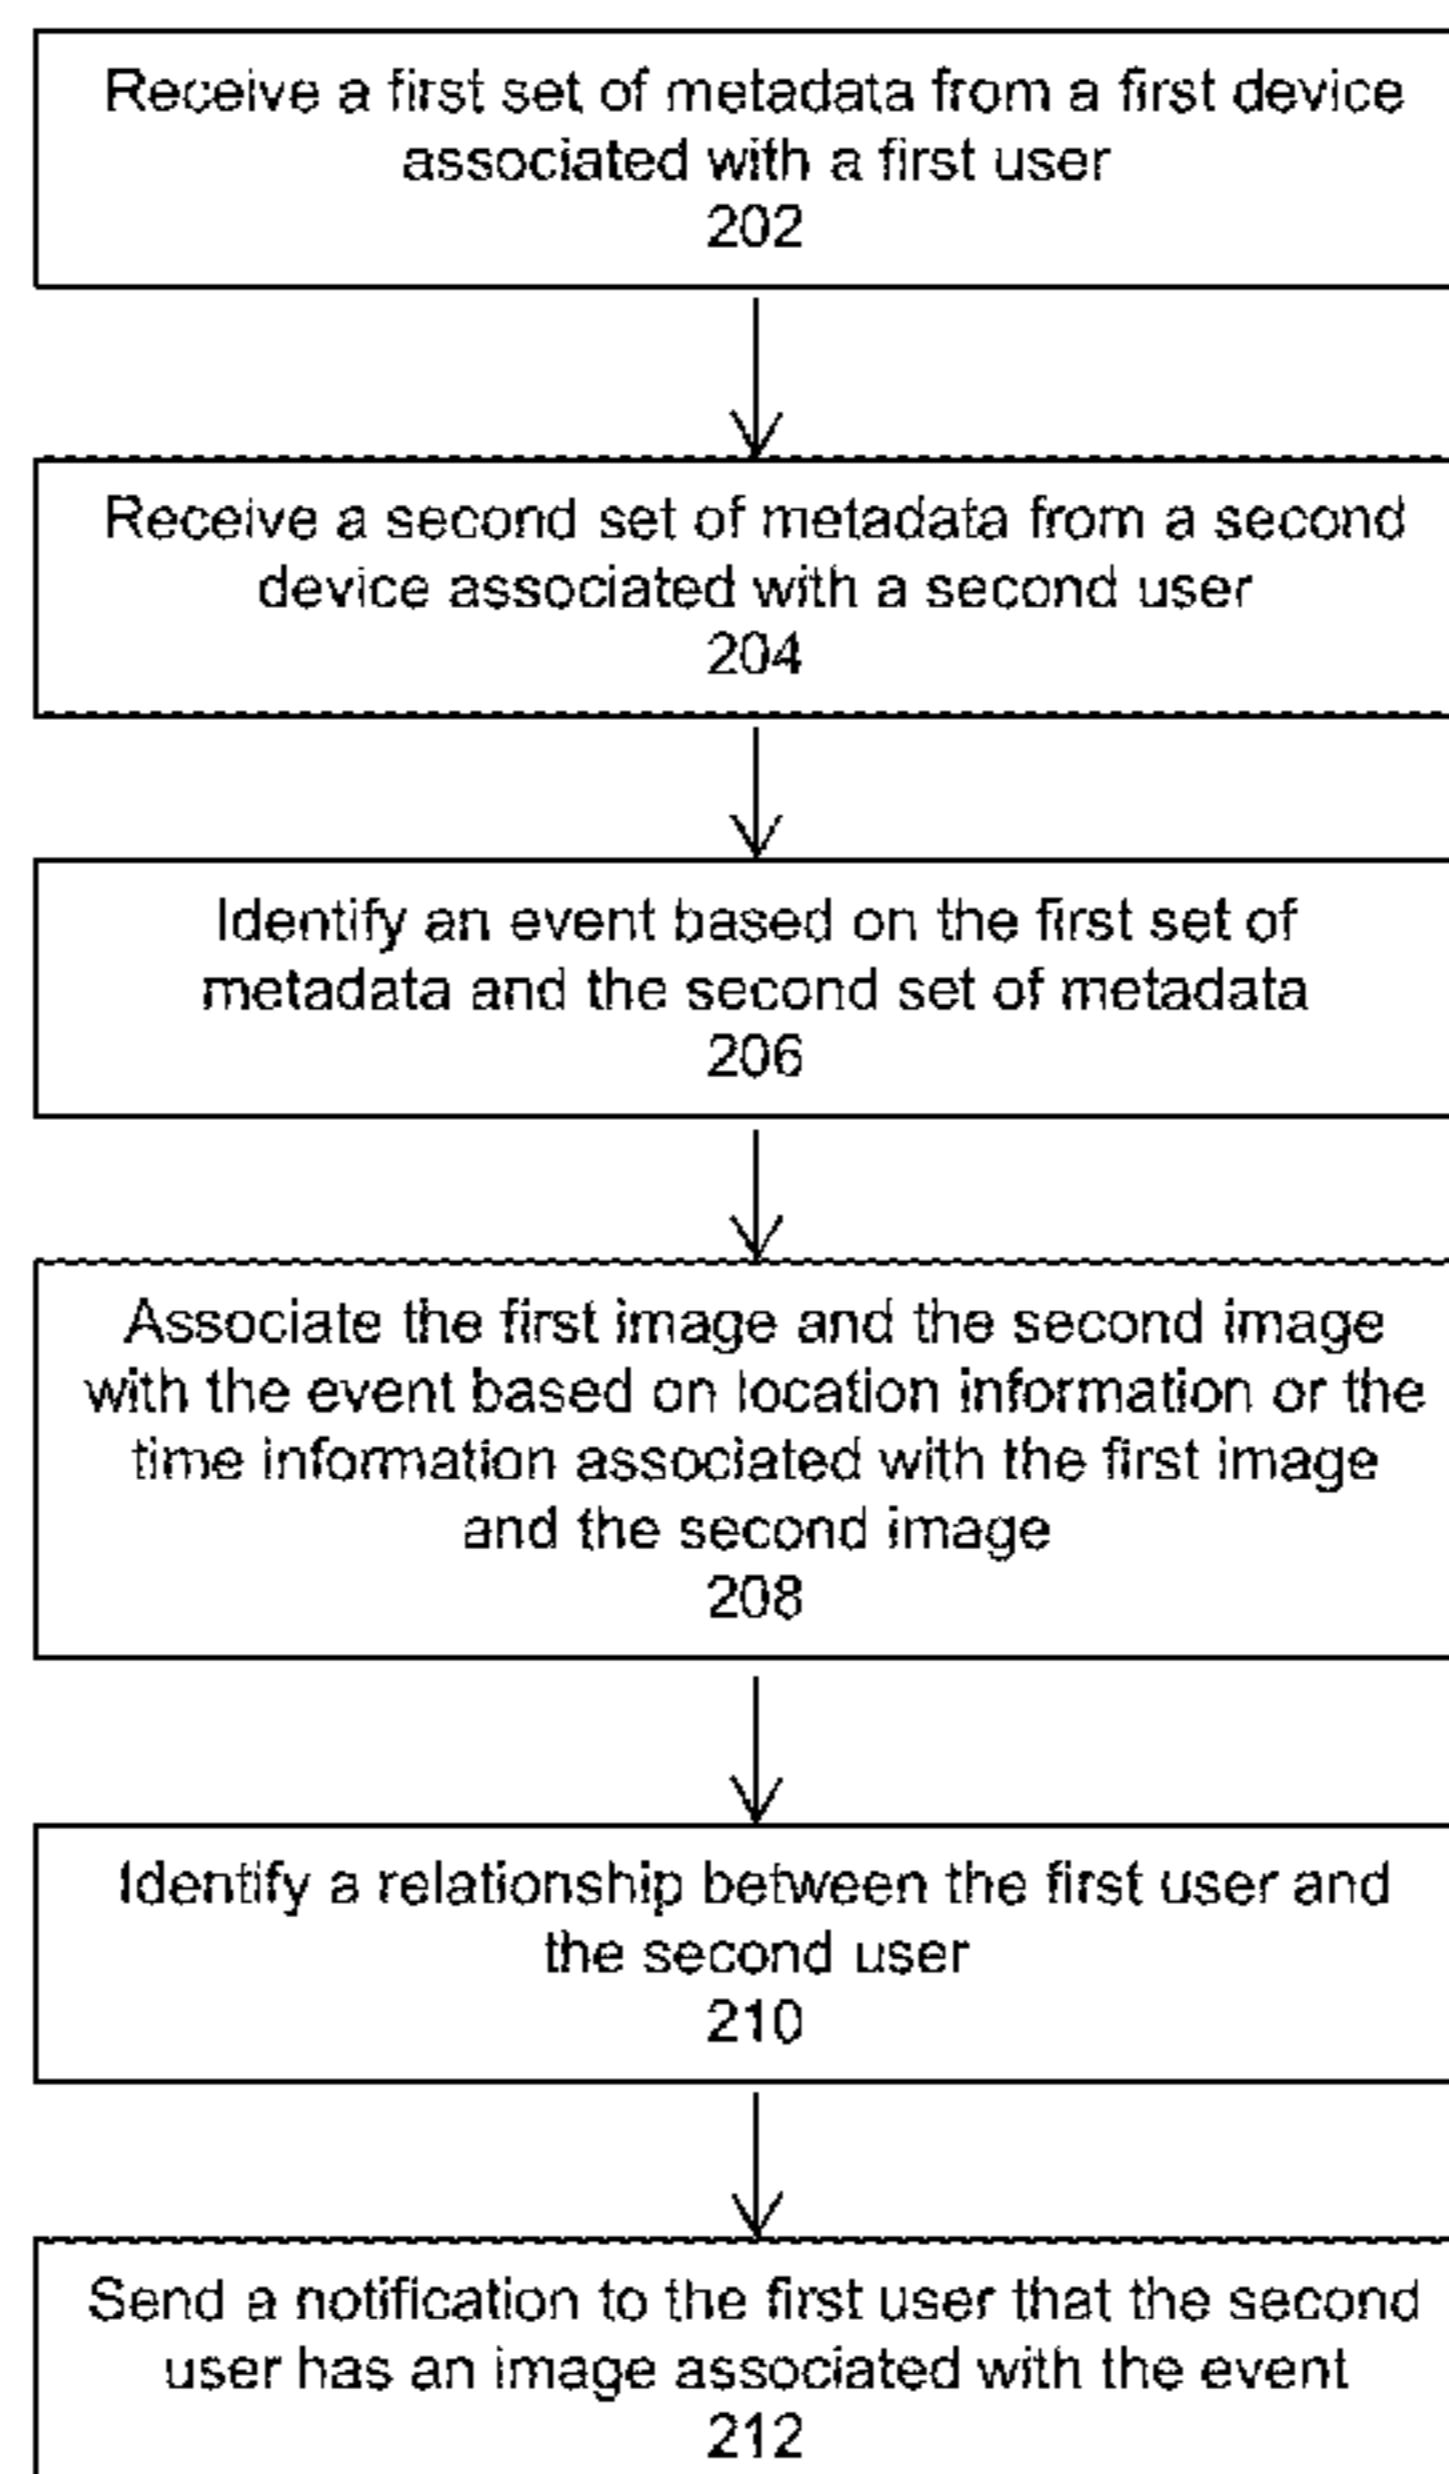 Receive a first set of metadata from a first device
associated with a first user
202
Receive a second set of metadata from a second
device associated with a second user
204
Identify an event based on the first set of
metadata and the second set of metadata
206
Associate the first image and the second image
with the event based on location information or the
time information associated with the first image
and the second image
208
Identify a relationship between the first user and
the second user
210
Send a notification to the first user that the second
user has an image associated with the event
212